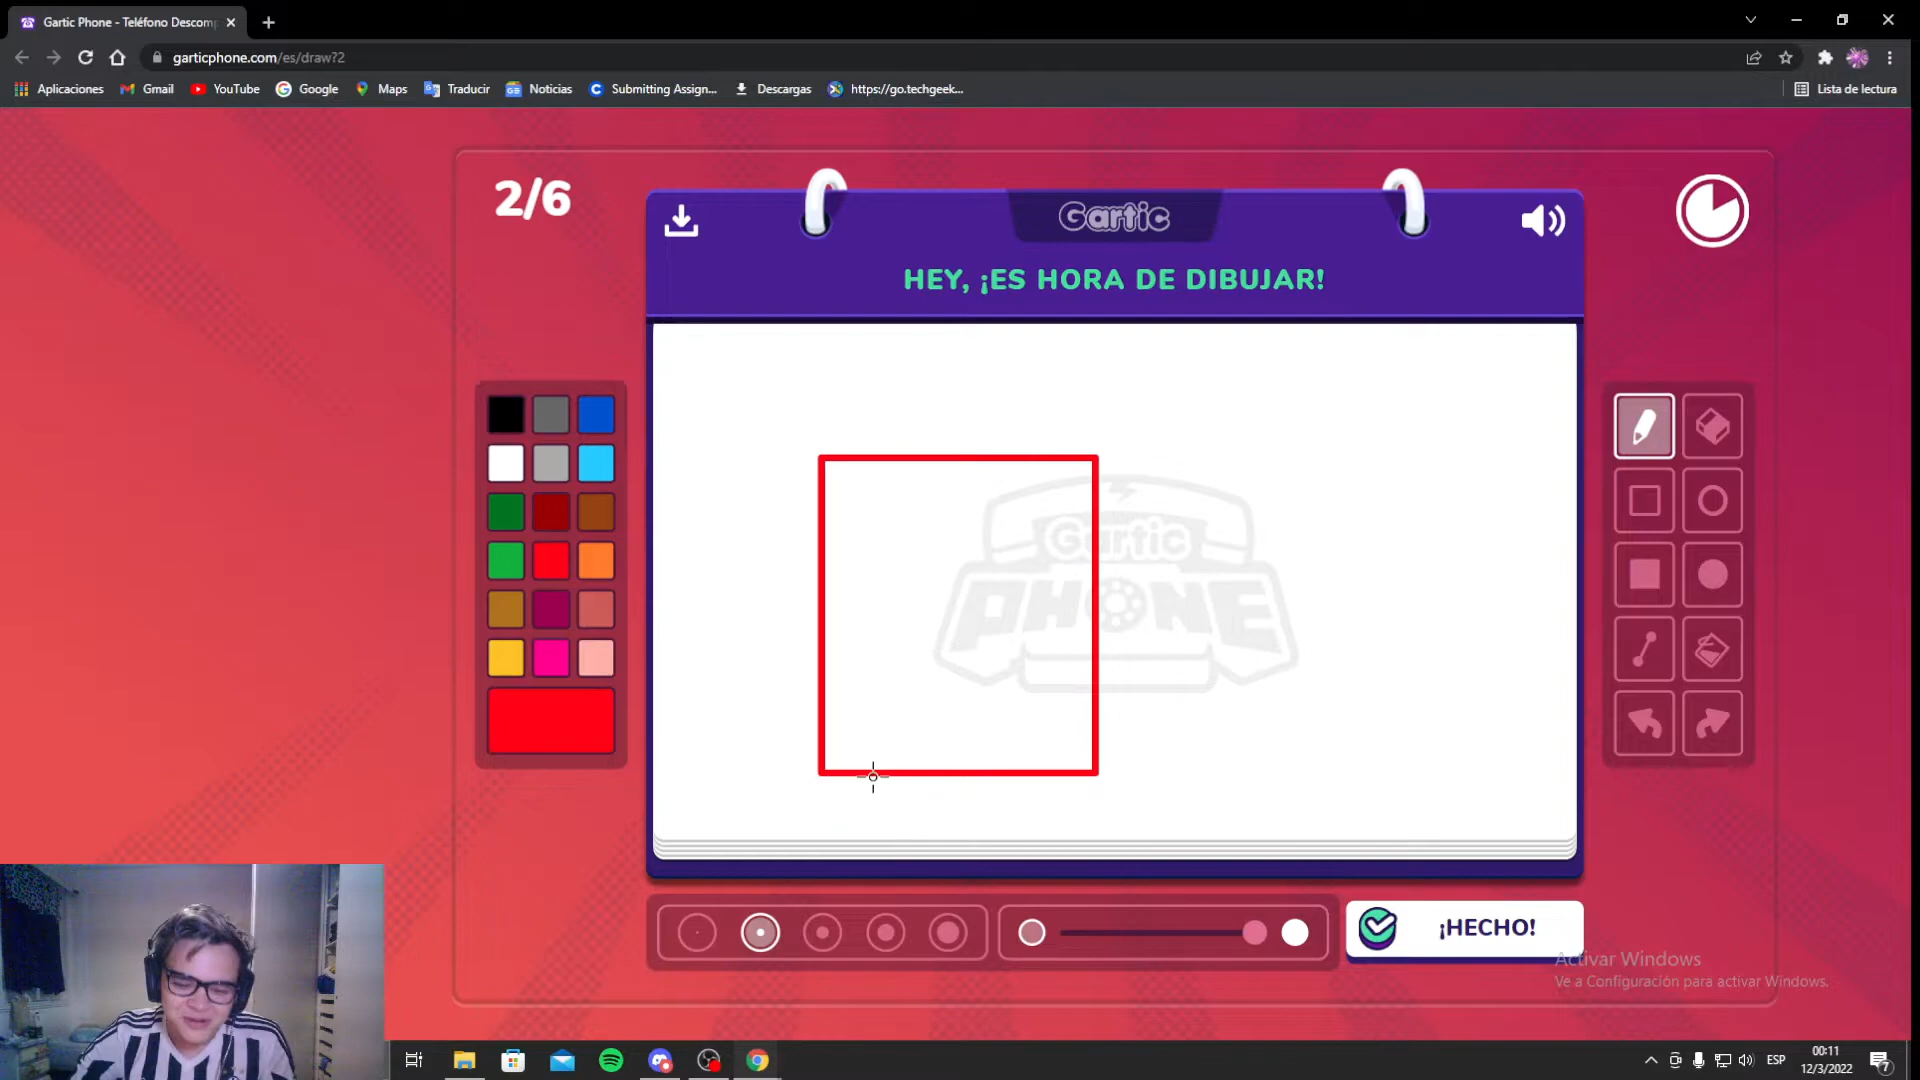 Gartic Phone - Teléfono Descomp
garticphone.com/es/draw?2
Aplicaciones
Gmail
YouTube
Google
Maps
Traducir
Noticias
Submitting Assign...
Descargas
https://go.techgeek...
Lista de lectura
2/6
Gartic
HEY, ¡ES HORA DE DIBUJAR!
Gartic
PHONE
¡HECHO!
Activar Windows
Ve a Configuración para activar Windows.
ESP
00:11
12/3/2022
7